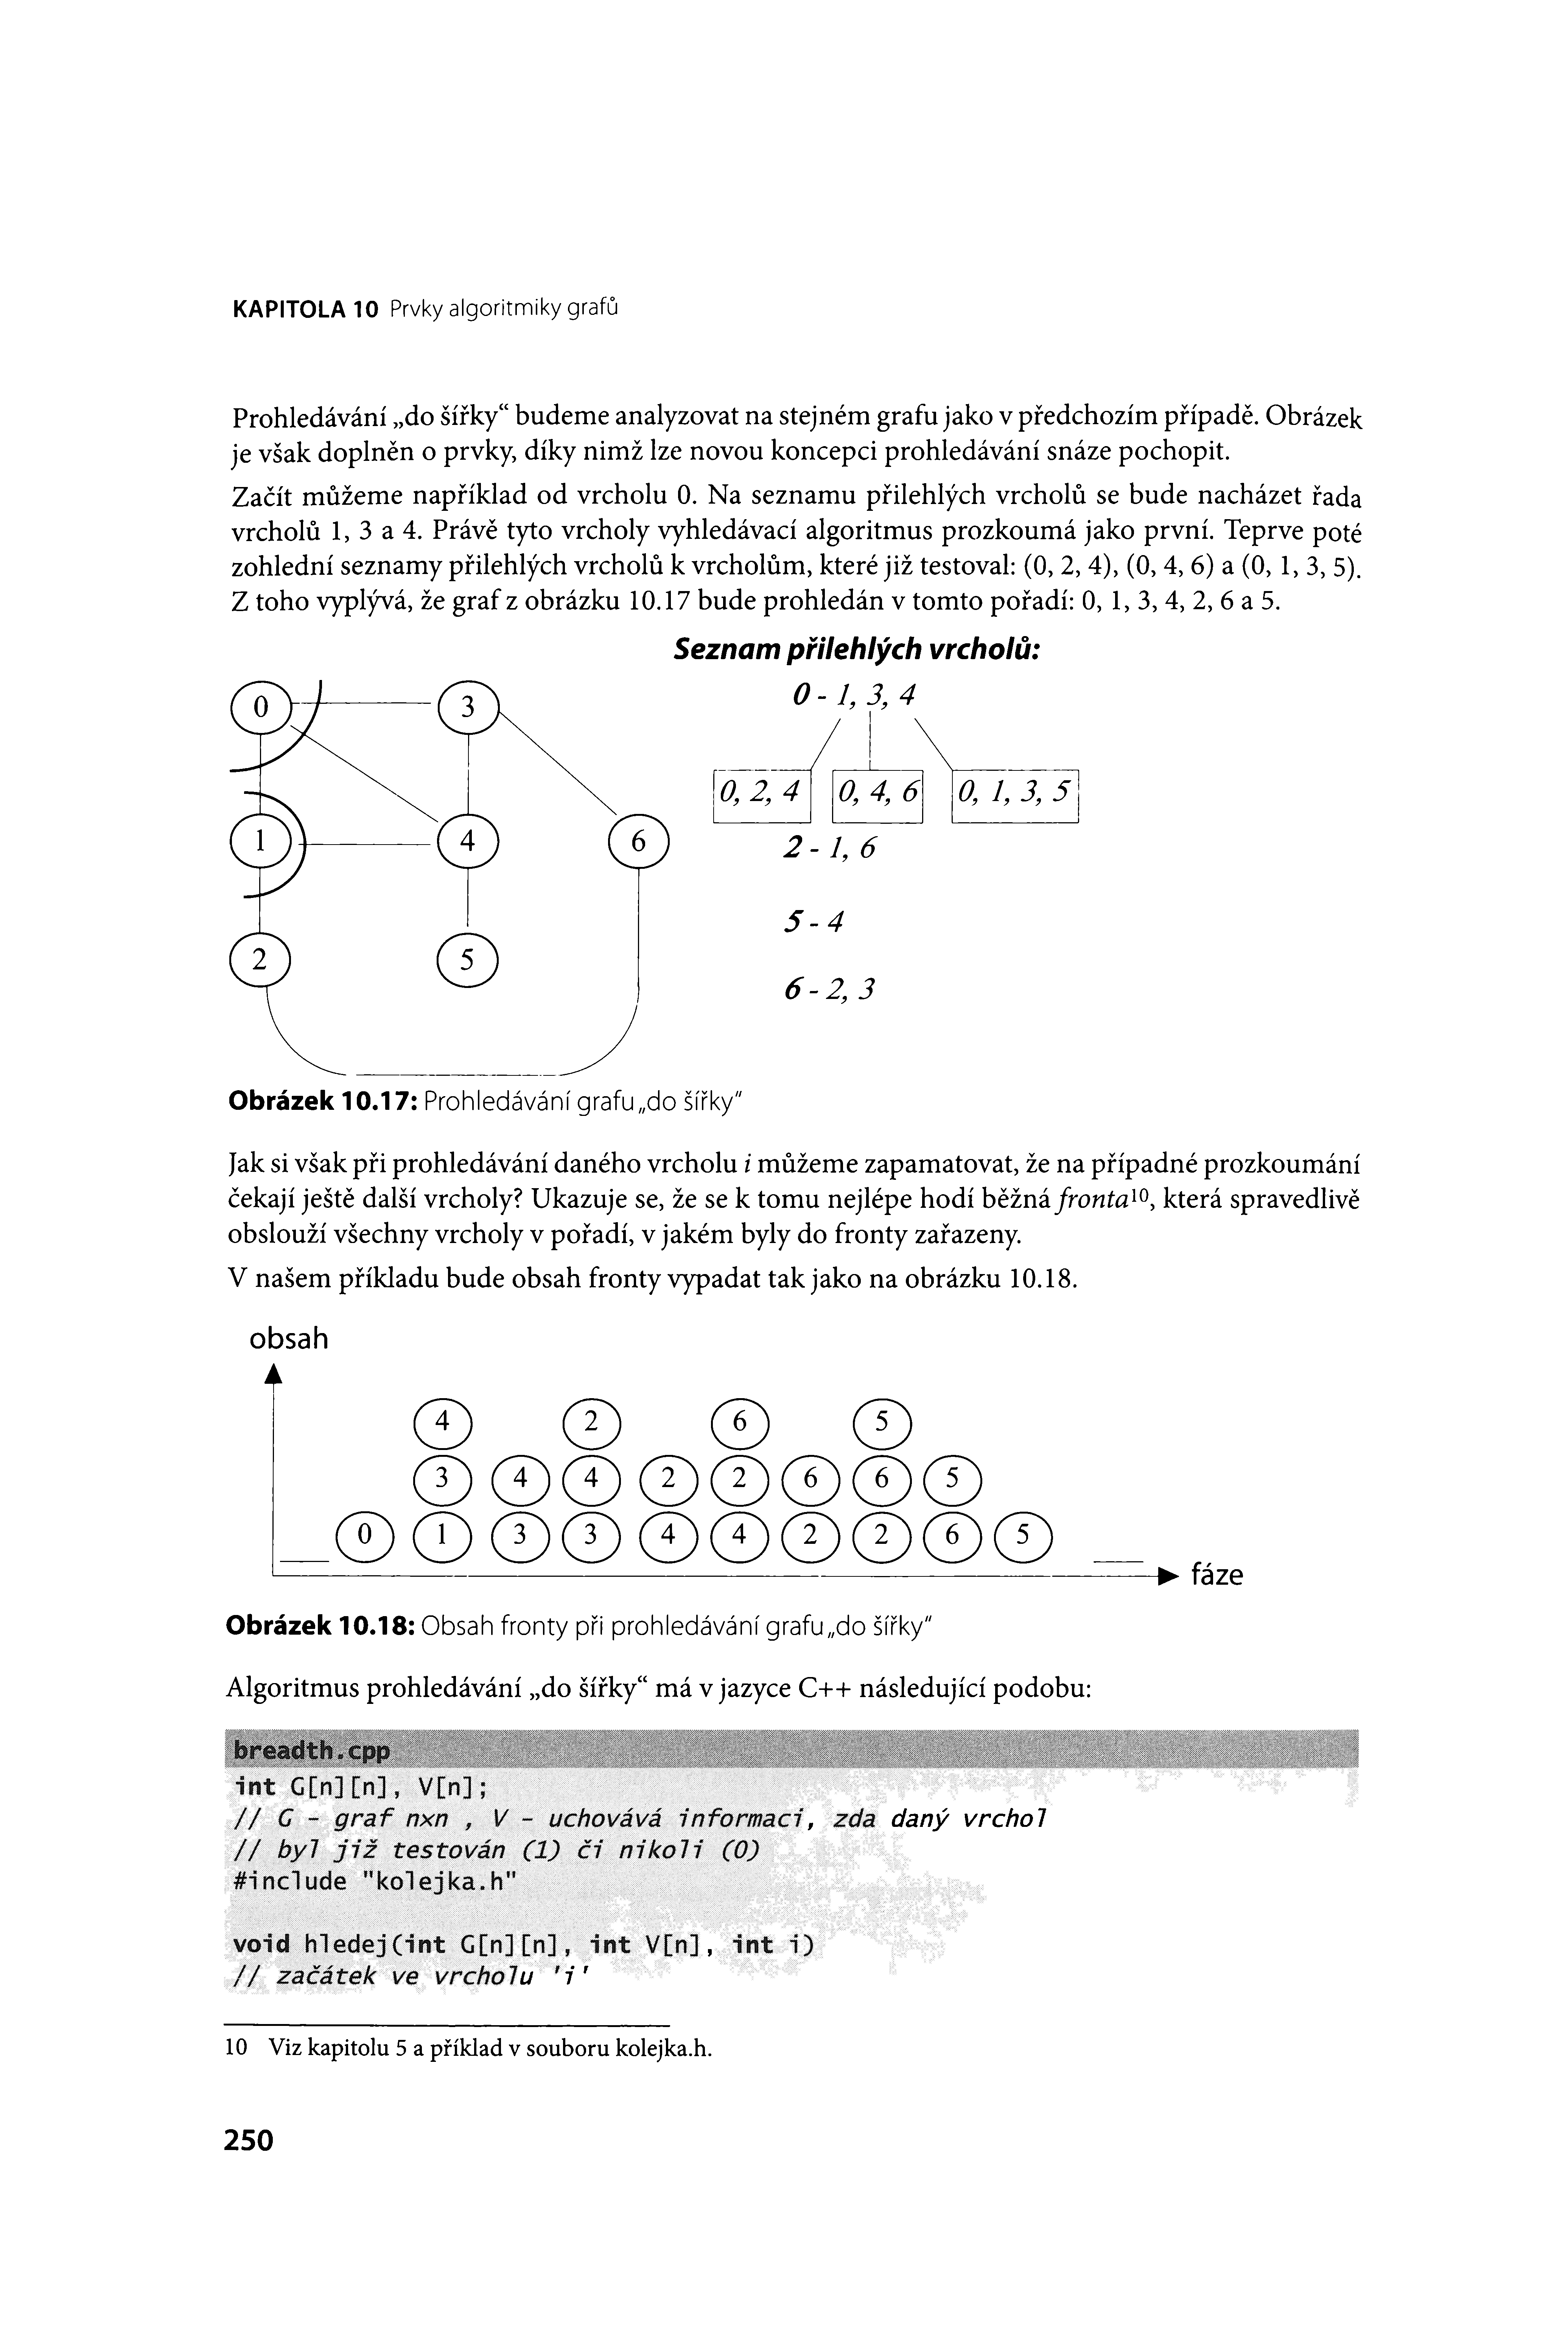 KAPITOLA 10 Prvky algoritmiky grafů
Prohledávání „do šířky“ budeme analyzovat na stejném grafu jako v předchozím případě. Obrázek
je však doplněn o prvky, díky nimž lze novou koncepci prohledávání snáze pochopit.
Začít můžeme například od vrcholu 0. Na seznamu přilehlých vrcholů se bude nacházet řada
vrcholů 1, 3 a 4. Právě tyto vrcholy vyhledávací algoritmus prozkoumá jako první. Teprve poté
zohlední seznamy přilehlých vrcholů k vrcholům, které již testoval: (0, 2, 4), (0, 4, 6) a (0, 1, 3, 5).
Z toho vyplývá, že graf z obrázku 10.17 bude prohledán v tomto pořadí: 0, 1, 3, 4, 2, 6 a 5.
Seznam přilehlých vrcholů:
0 3
0 - 1, 3, 4
0, 2, 4 0, 4, 6 0, 1, 3, 5
1 4 6
2 - 1, 6
5 - 4
2 5
6 - 2, 3
Obrázek 10.17: Prohledávání grafu „do šířky"
Jak si však při prohledávání daného vrcholu i můžeme zapamatovat, že na případné prozkoumání
čekají ještě další vrcholy? Ukazuje se, že se k tomu nejlépe hodí běžná fronta¹⁰, která spravedlivě
obslouží všechny vrcholy v pořadí, v jakém byly do fronty zařazeny.
V našem příkladu bude obsah fronty vypadat tak jako na obrázku 10.18.
obsah
4 2 6 5
3 4 4 2 2 6 6 5
0 1 3 3 4 4 2 2 6 5
fáze
Obrázek 10.18: Obsah fronty při prohledávání grafu „do šířky"
Algoritmus prohledávání „do šířky“ má v jazyce C++ následující podobu:
breadth.cpp
int G[n][n], V[n];
// G - graf nxn , V - uchovává informaci, zda daný vrchol
// byl již testován (1) či nikoli (0)
#include "kolejka.h"
void hledej(int G[n][n], int V[n], int i)
// začátek ve vrcholu 'i'
10 Viz kapitolu 5 a příklad v souboru kolejka.h.
250